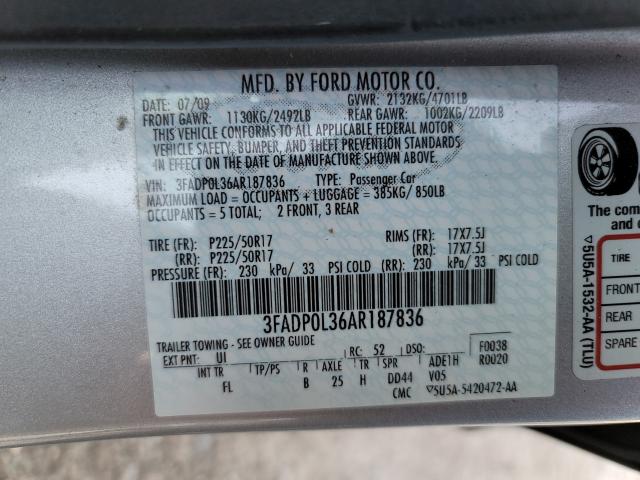 MFD. BY FORD MOTOR CO.
DATE: 07/09 GVWR: 2132KG/4701LB
FRONT GAWR: 1130KG/2492LB REAR GAWR: 1002KG/2209LB
THIS VEHICLE CONFORMS TO ALL APPLICABLE FEDERAL MOTOR
VEHICLE SAFETY, BUMPER, AND THEFT PREVENTION STANDARDS
IN EFFECT ON THE DATE OF MANUFACTURE SHOWN ABOVE.
VIN: 3FADP0L36AR187836 TYPE: Passenger Car
MAXIMUM LOAD = OCCUPANTS + LUGGAGE = 385KG/ 850LB
OCCUPANTS = 5 TOTAL; 2 FRONT, 3 REAR
TIRE (FR): P225/50R17 RIMS (FR): 17X7.5J
(RR): P225/50R17 (RR): 17X7.5J
PRESSURE (FR): 230 kPa/ 33 PSI COLD (RR): 230 kPa/ 33 PSI COLD
3FADP0L36AR187836
TRAILER TOWING - SEE OWNER GUIDE
EXT PNT: UI RC: 52 DSO: F0038
INT TR TP/PS R AXLE TR SPR ADE1H R0020
FL B 25 H DD44 V05
CMC ▽5U5A-5420472-AA
The com
and c
▽5U5A-1532-AA (TLU)
TIRE
FRONT
REAR
SPARE